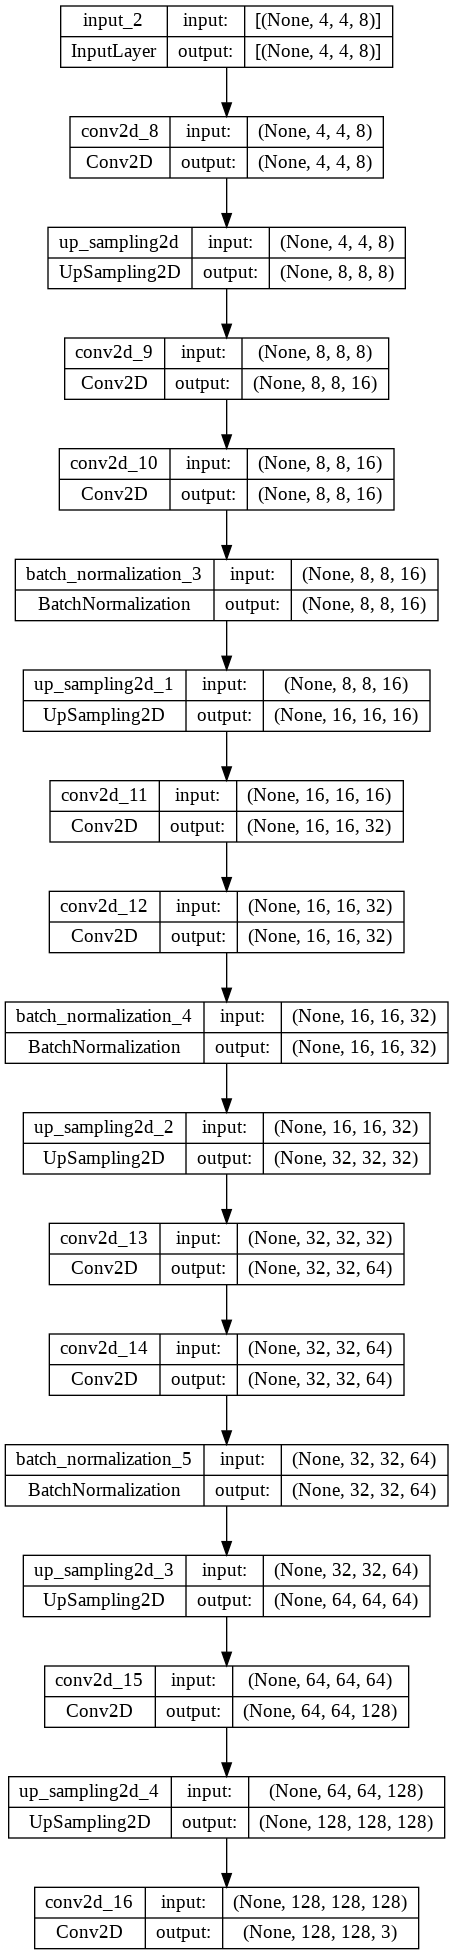 input_2 input: [(None, 4, 4, 8)]
InputLayer output: [(None, 4, 4, 8)]
conv2d_8 input: (None, 4, 4, 8)
Conv2D output: (None, 4, 4, 8)
up_sampling2d input: (None, 4, 4, 8)
UpSampling2D output: (None, 8, 8, 8)
conv2d_9 input: (None, 8, 8, 8)
Conv2D output: (None, 8, 8, 16)
conv2d_10 input: (None, 8, 8, 16)
Conv2D output: (None, 8, 8, 16)
batch_normalization_3 input: (None, 8, 8, 16)
BatchNormalization output: (None, 8, 8, 16)
up_sampling2d_1 input: (None, 8, 8, 16)
UpSampling2D output: (None, 16, 16, 16)
conv2d_11 input: (None, 16, 16, 16)
Conv2D output: (None, 16, 16, 32)
conv2d_12 input: (None, 16, 16, 32)
Conv2D output: (None, 16, 16, 32)
batch_normalization_4 input: (None, 16, 16, 32)
BatchNormalization output: (None, 16, 16, 32)
up_sampling2d_2 input: (None, 16, 16, 32)
UpSampling2D output: (None, 32, 32, 32)
conv2d_13 input: (None, 32, 32, 32)
Conv2D output: (None, 32, 32, 64)
conv2d_14 input: (None, 32, 32, 64)
Conv2D output: (None, 32, 32, 64)
batch_normalization_5 input: (None, 32, 32, 64)
BatchNormalization output: (None, 32, 32, 64)
up_sampling2d_3 input: (None, 32, 32, 64)
UpSampling2D output: (None, 64, 64, 64)
conv2d_15 input: (None, 64, 64, 64)
Conv2D output: (None, 64, 64, 128)
up_sampling2d_4 input: (None, 64, 64, 128)
UpSampling2D output: (None, 128, 128, 128)
conv2d_16 input: (None, 128, 128, 128)
Conv2D output: (None, 128, 128, 3)